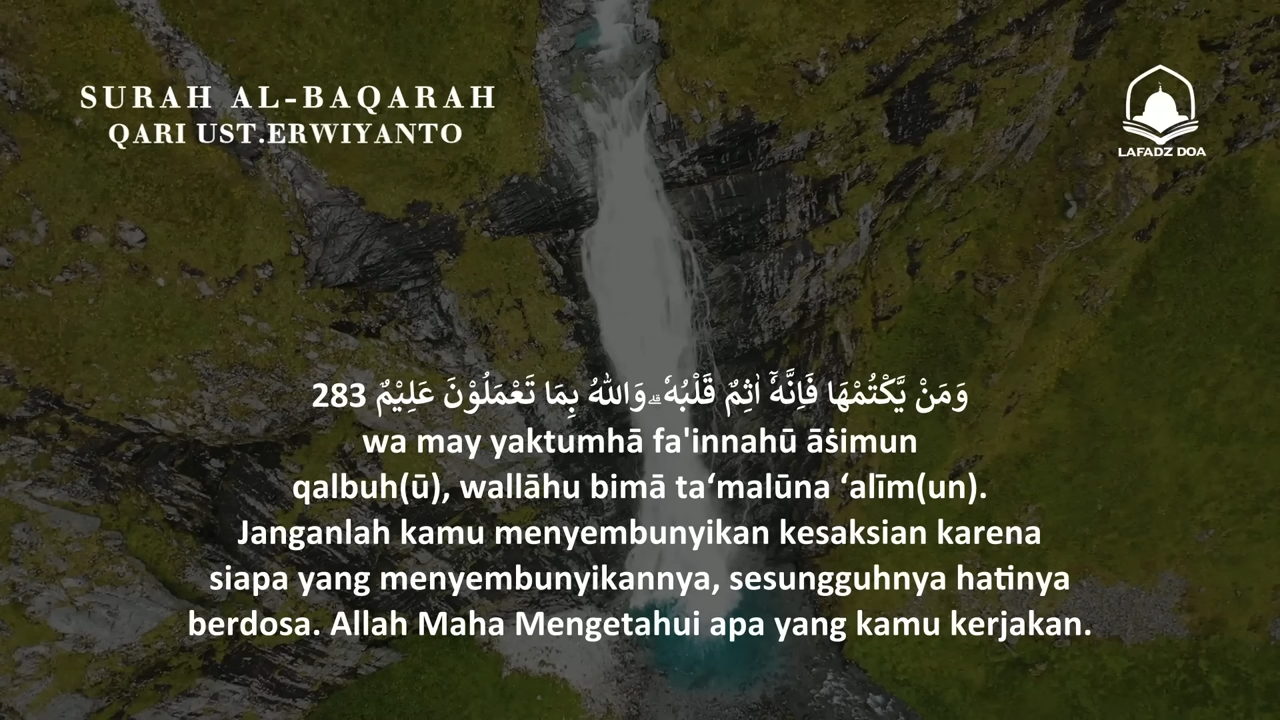 SURAH AL-BAQARAH
QARI UST.ERWIYANTO
LAFADZ DOA
وَمَنْ يَّكْتُمْهَا فَاِنَّهٗٓ اٰثِمٌ قَلْبُهٗ ۗ وَاللّٰهُ بِمَا تَعْمَلُوْنَ عَلِيْمٌ 283
wa may yaktumhā fa'innahū āṡimun
qalbuh(ū), wallāhu bimā ta‘malūna ‘alīm(un).
Janganlah kamu menyembunyikan kesaksian karena
siapa yang menyembunyikannya, sesungguhnya hatinya
berdosa. Allah Maha Mengetahui apa yang kamu kerjakan.